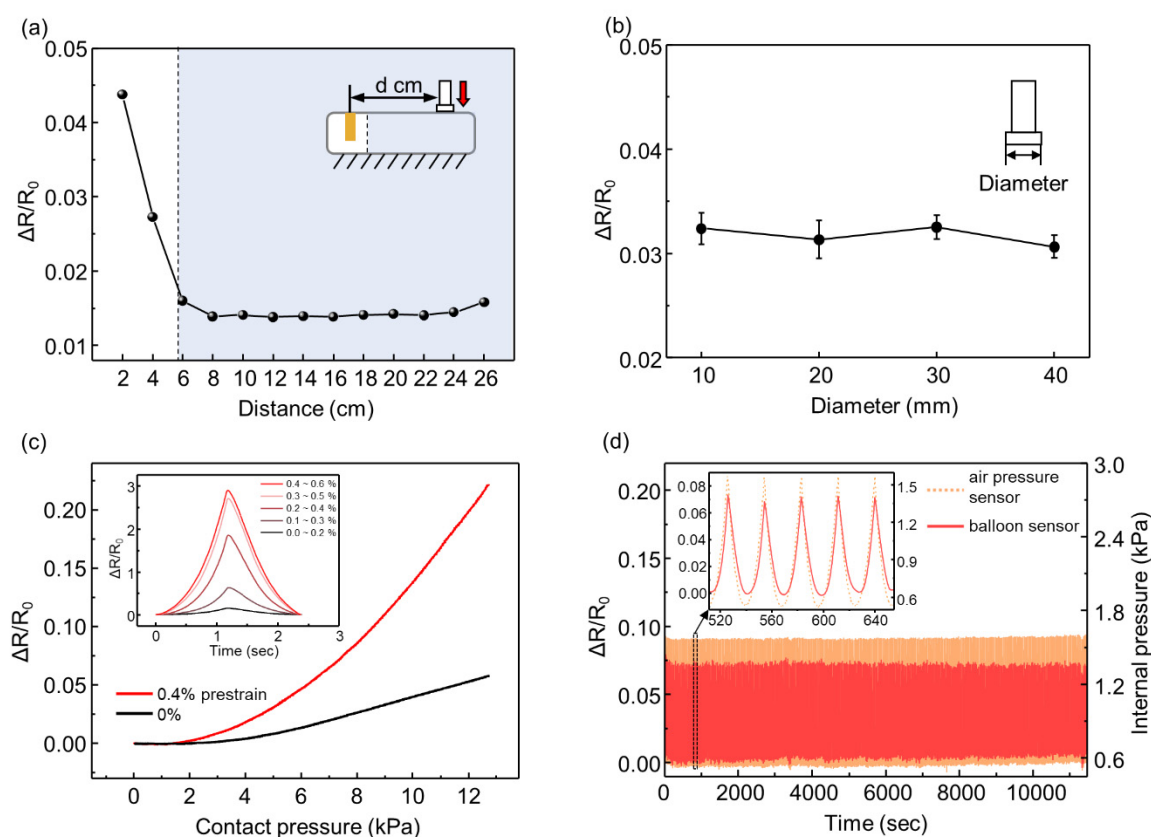 (a)
0.05
0.04
0.03
0.02
0.01
ΔR/R₀
d cm
2 4 6 8 10 12 14 16 18 20 22 24 26
Distance (cm)
(b)
0.05
0.04
0.03
0.02
ΔR/R₀
Diameter
10 20 30 40
Diameter (mm)
(c)
0.20
0.15
0.10
0.05
0.00
ΔR/R₀
3
2
1
0
ΔR/R₀
0.4 ~ 0.6 %
0.3 ~ 0.5 %
0.2 ~ 0.4 %
0.1 ~ 0.3 %
0.0 ~ 0.2 %
0 1 2 3
Time (sec)
0.4% prestrain
0%
0 2 4 6 8 10 12
Contact pressure (kPa)
(d)
0.20
0.15
0.10
0.05
0.00
ΔR/R₀
0.08
0.06
0.04
0.02
0.00
1.5
1.2
0.9
0.6
520 560 600 640
air pressure
sensor
balloon sensor
3.0
2.4
1.8
1.2
0.6
Internal pressure (kPa)
0 2000 4000 6000 8000 10000
Time (sec)